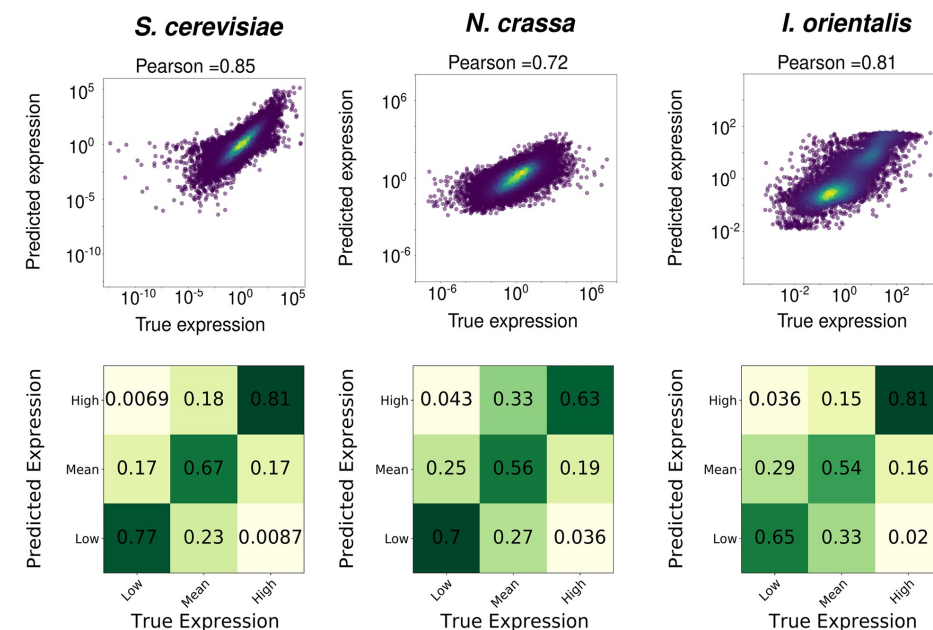 S. cerevisiae
N. crassa
I. orientalis
Pearson =0.85
Pearson =0.72
Pearson =0.81
Predicted expression
10^5
10^0
10^-5
10^-10
10^-10 10^-5 10^0 10^5
True expression
Predicted expression
10^6
10^0
10^-6
10^-6 10^0 10^6
True expression
Predicted expression
10^2
10^0
10^-2
10^-2 10^0 10^2
True expression
Predicted Expression
High 0.0069 0.18 0.81
Mean 0.17 0.67 0.17
Low 0.77 0.23 0.0087
Low Mean High
True Expression
Predicted Expression
High 0.043 0.33 0.63
Mean 0.25 0.56 0.19
Low 0.7 0.27 0.036
Low Mean High
True Expression
Predicted Expression
High 0.036 0.15 0.81
Mean 0.29 0.54 0.16
Low 0.65 0.33 0.02
Low Mean High
True Expression